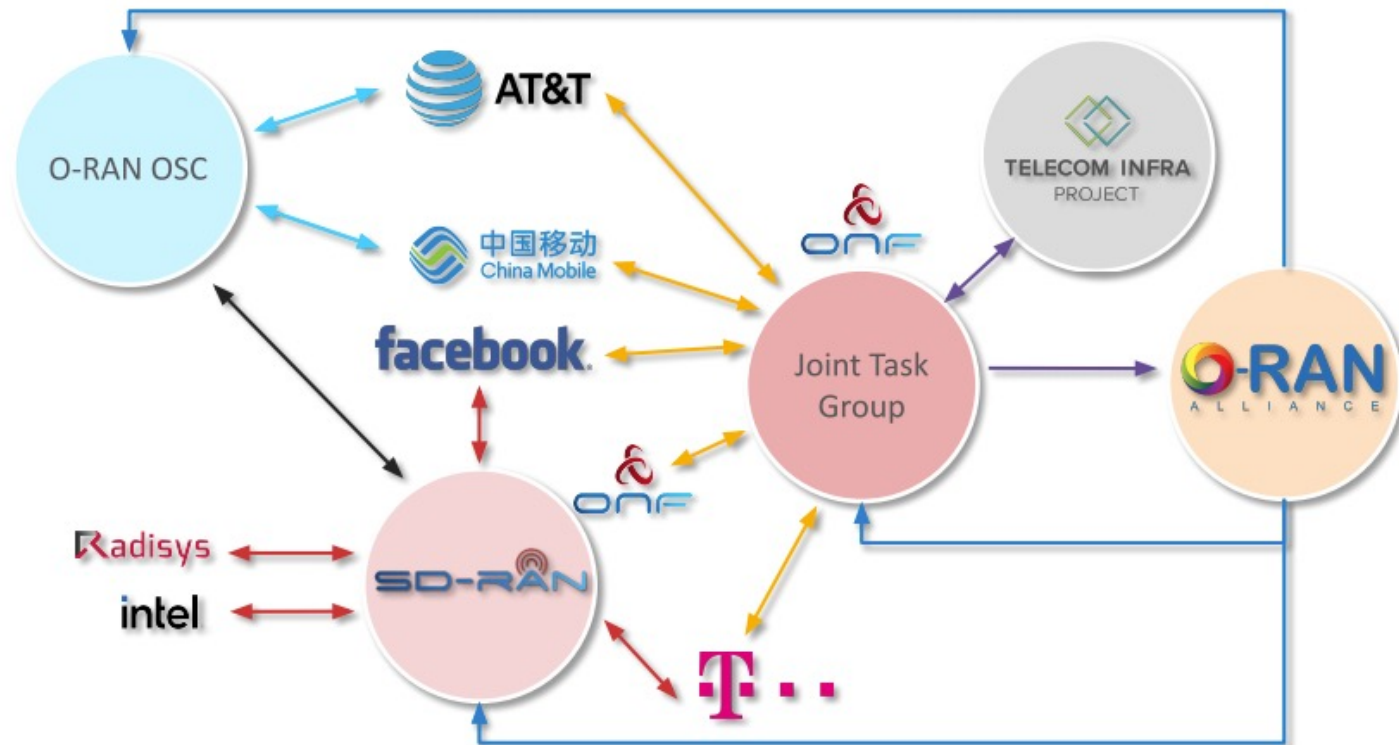 O-RAN OSC
AT&T
中国移动
China Mobile
facebook.
TELECOM INFRA
PROJECT
ONF
Joint Task
Group
O-RAN
ALLIANCE
ONF
Radisys
intel
SD-RAN
T